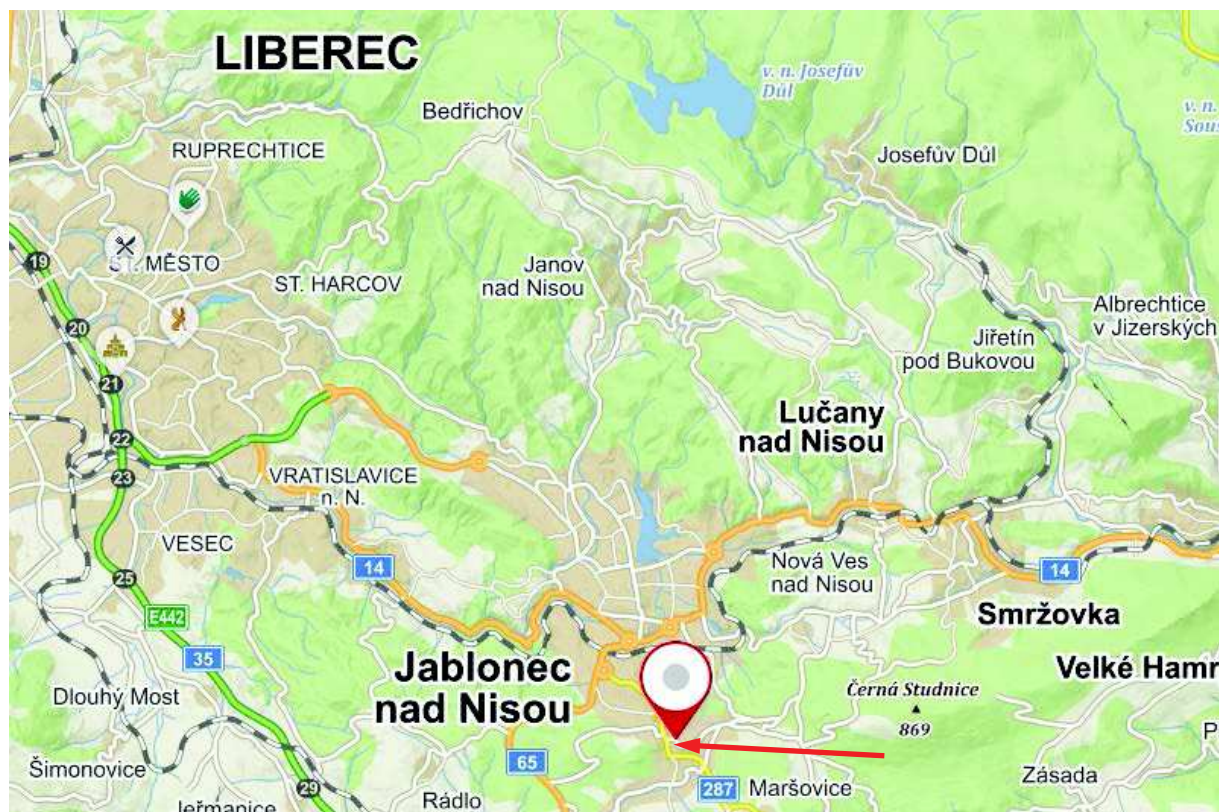 LIBEREC
v. n. Josefův
Důl
Bedřichov
v. n.
RUPRECHTICE
Josefův Důl
ST. MĚSTO
19
Janov
nad Nisou
ST. HARCOV
Albrechtice
v Jizerských
20
Jiřetín
pod Bukovou
21
Lučany
nad Nisou
22
23
VRATISLAVICE
n. N.
VESEC
14
Nová Ves
nad Nisou
14
25
E442
Smržovka
35
Jablonec
nad Nisou
Velké Hamr
Dlouhý Most
Černá Studnice
869
65
Šimonovice
287
Maršovice
Zásada
29
Rádlo
Jeřmanice